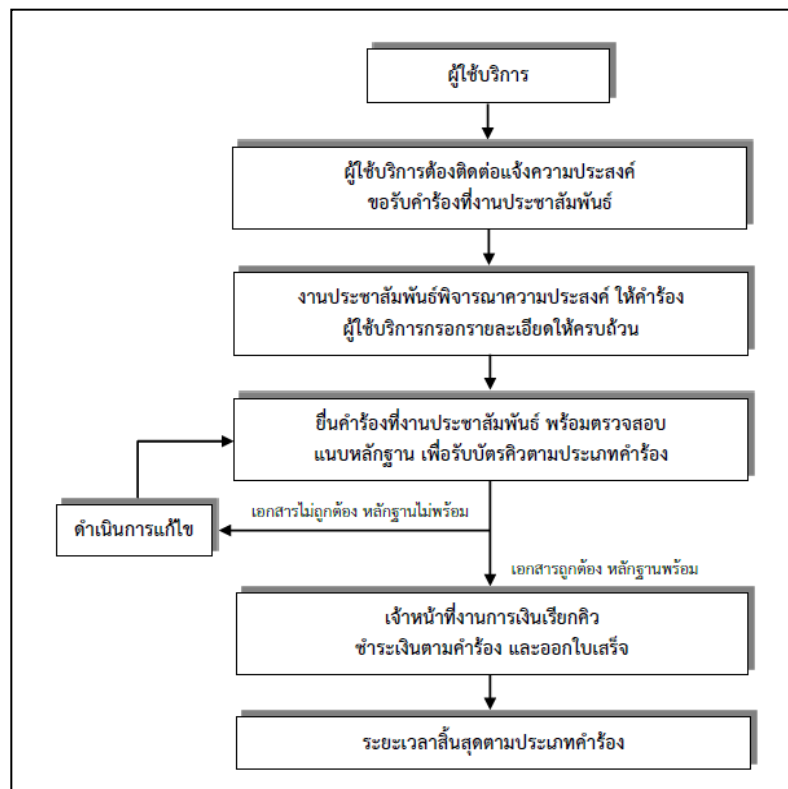 ผู้ใช้บริการ
ผู้ใช้บริการต้องติดต่อแจ้งความประสงค์
ขอรับคำร้องที่งานประชาสัมพันธ์
งานประชาสัมพันธ์พิจารณาความประสงค์ ให้คำร้อง
ผู้ใช้บริการกรอกรายละเอียดให้ครบถ้วน
ยื่นคำร้องที่งานประชาสัมพันธ์ พร้อมตรวจสอบ
แนบหลักฐาน เพื่อรับบัตรคิวตามประเภทคำร้อง
เอกสารไม่ถูกต้อง หลักฐานไม่พร้อม
ดำเนินการแก้ไข
เอกสารถูกต้อง หลักฐานพร้อม
เจ้าหน้าที่งานการเงินเรียกคิว
ชำระเงินตามคำร้อง และออกใบเสร็จ
ระยะเวลาสิ้นสุดตามประเภทคำร้อง